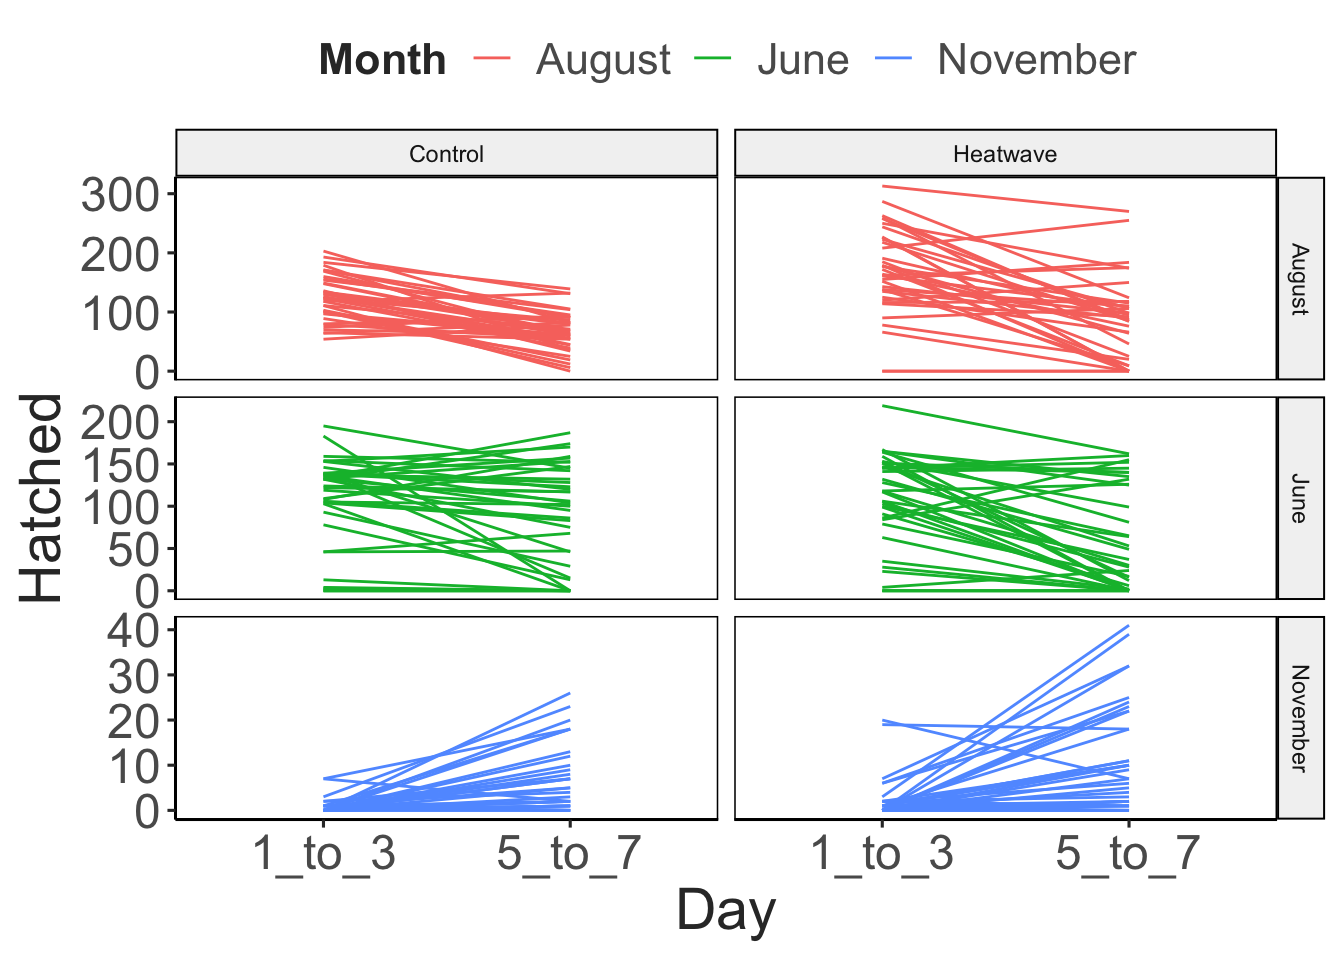 Month August June November
Control Heatwave
300
200
100
0
August
Hatched
200
150
100
50
0
June
40
30
20
10
0
November
1_to_3 5_to_7 1_to_3 5_to_7
Day